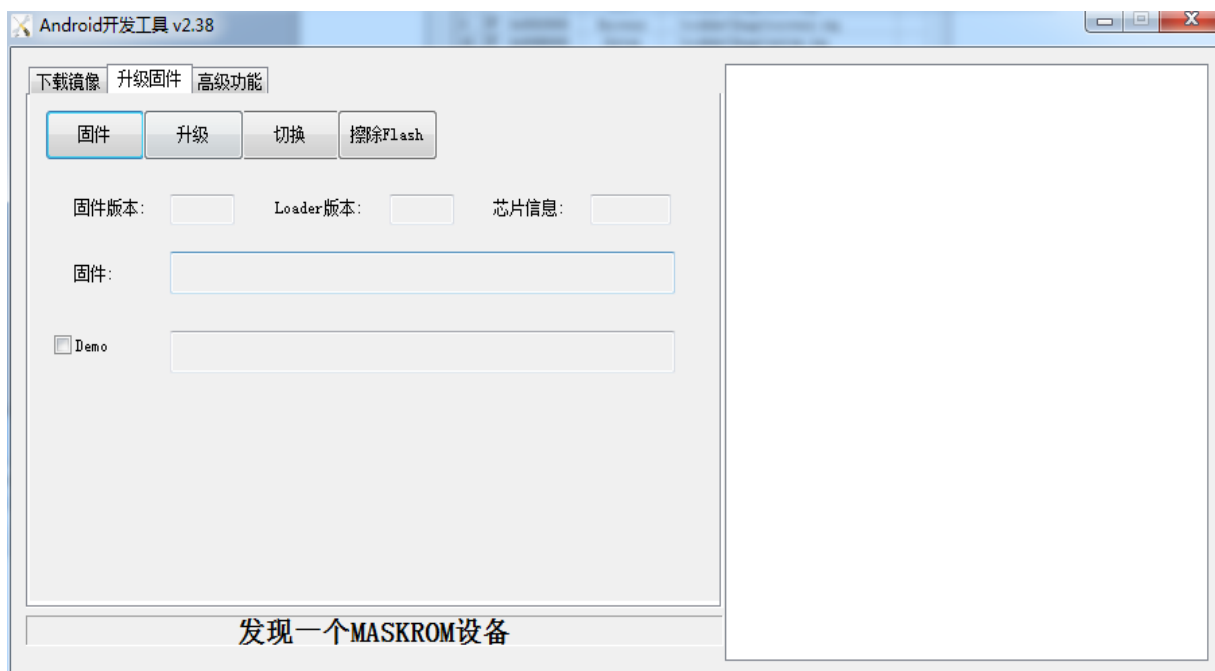 Android开发工具 v2.38
下载镜像 升级固件 高级功能
固件 升级 切换 擦除Flash
固件版本: Loader版本: 芯片信息:
固件:
Demo
发现一个MASKROM设备